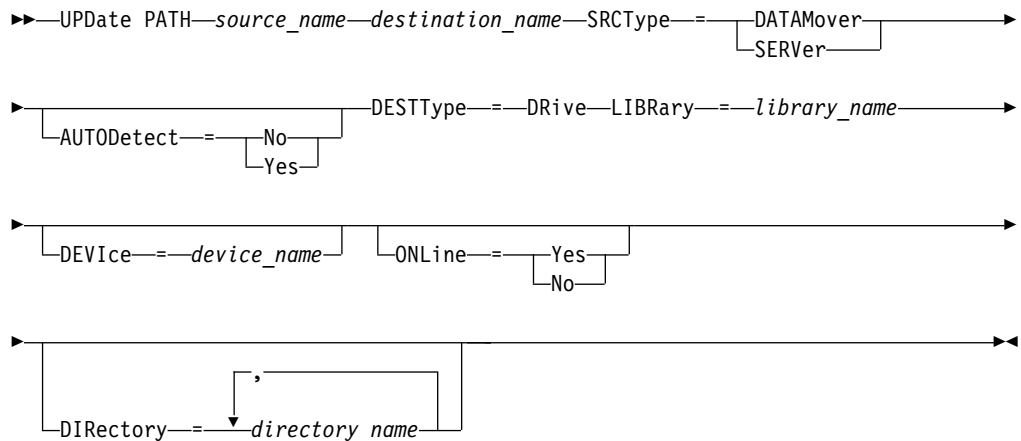 UPDate PATH source_name destination_name SRCType = DATAMover
SERVer
AUTODetect = No
Yes
DESTType = DRive LIBRary = library_name
DEVIce = device_name
ONLine = Yes
No
DIRectory = directory name
,